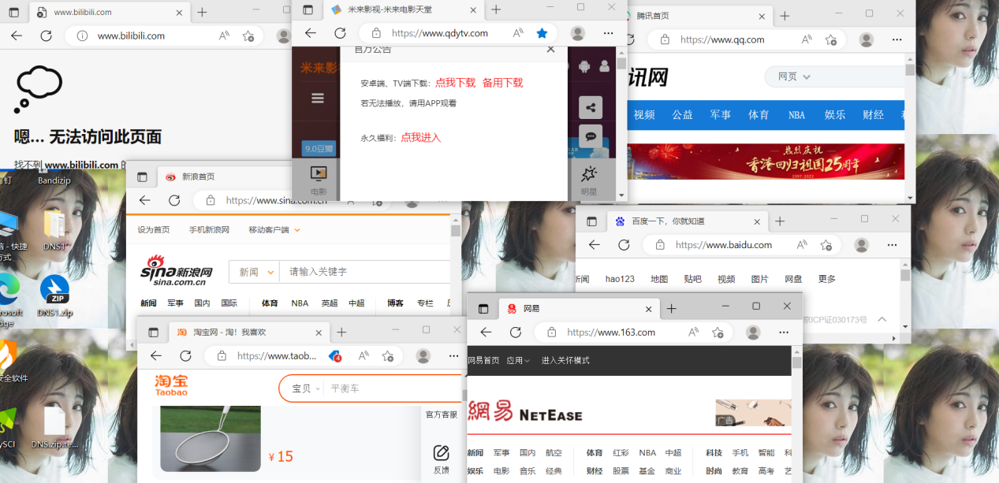 www.bilibili.com
www.bilibili.com
嗯… 无法访问此页面
找不到 www.bilibili.com 的
米来影视-米来电影天堂
https://www.qdytv.com
米来影
官方公告
安卓端、TV端下载：点我下载 备用下载
若无法播放，请用APP观看
永久福利：点我进入
9.0豆瓣
电影
明星
腾讯首页
https://www.qq.com
讯网
网页
视频 公益 军事 体育 NBA 娱乐 财经
热烈庆祝
香港回归祖国25周年
1997-2022
Bandizip
DNS1
DNS1.zip
ZIP
- 快捷
方式
安全软件
DNS.zip.te...
新浪首页
https://www.sina.com.cn
设为首页 手机新浪网 移动客户端
sina新浪网
sina.com.cn
新闻 请输入关键字
新闻 军事 国内 国际 体育 NBA 英超 中超 博客 专栏
百度一下，你就知道
https://www.baidu.com
新闻 hao123 地图 贴吧 视频 图片 网盘 更多
京ICP证030173号
淘宝网 - 淘！我喜欢
https://www.taob...
4
淘宝
Taobao
宝贝 平衡车
¥ 15
官方客服
反馈
网易
https://www.163.com
网易首页 应用 进入关怀模式
網易 NETEASE
广告
新闻 军事 国内 航空 体育 红彩 NBA 中超 科技 手机 智能 科
娱乐 电影 音乐 经典 财经 股票 基金 商业 时尚 教育 高考 艺